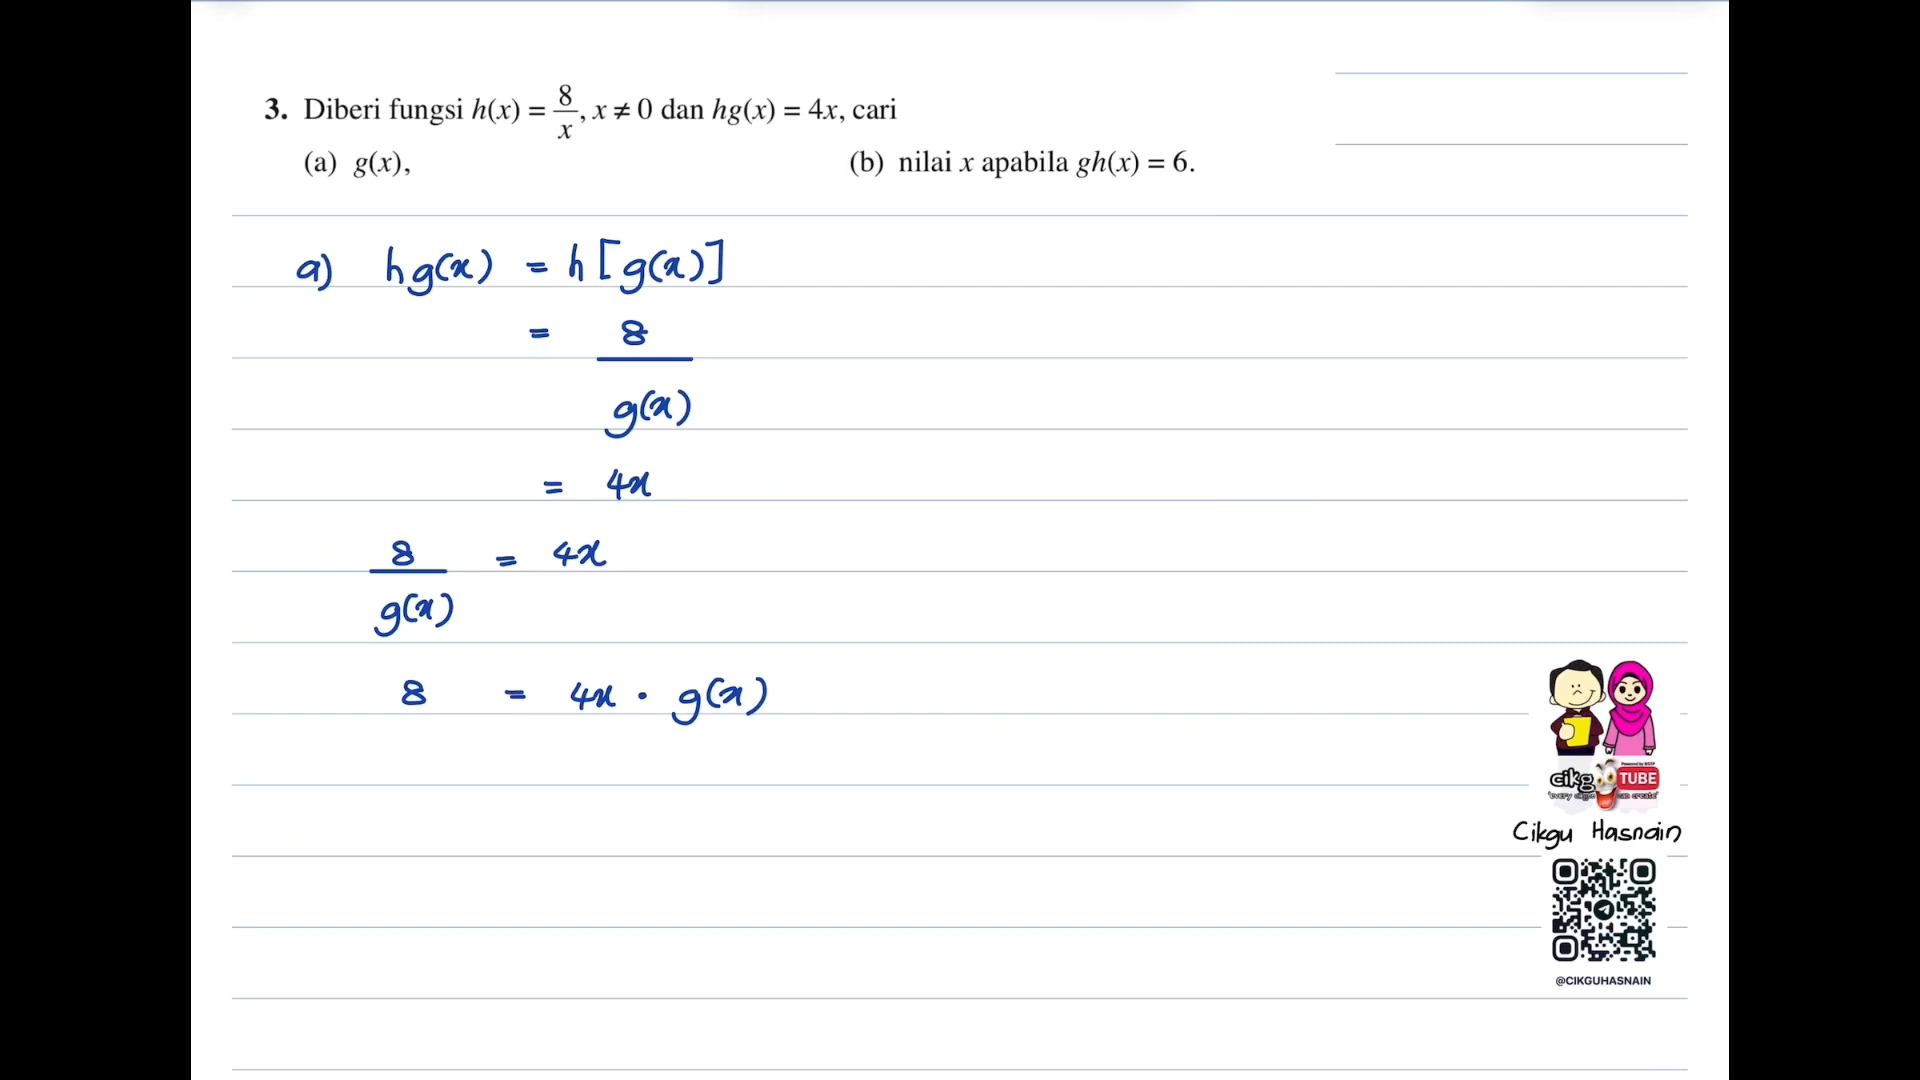 3. Diberi fungsi h(x) = 8/x, x ≠ 0 dan hg(x) = 4x, cari
(a) g(x), (b) nilai x apabila gh(x) = 6.
a) hg(x) = h[g(x)]
= 8/g(x)
= 4x
8/g(x) = 4x
8 = 4x · g(x)
cikg TUBE
Cikgu Hasnain
@CIKGUHASNAIN